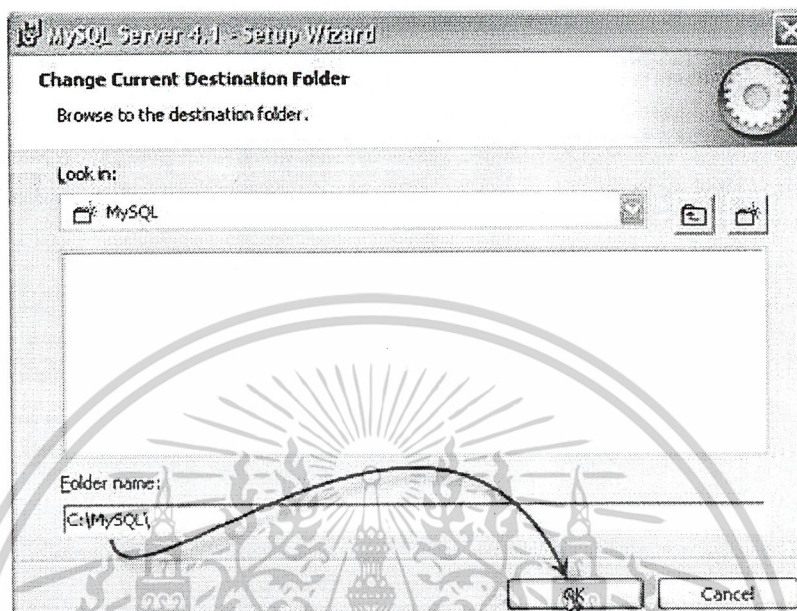 MySQL Server 4.1 - Setup Wizard
Change Current Destination Folder
Browse to the destination folder.
Look in:
MySQL
Folder name:
C:\MySQL\
OK
Cancel